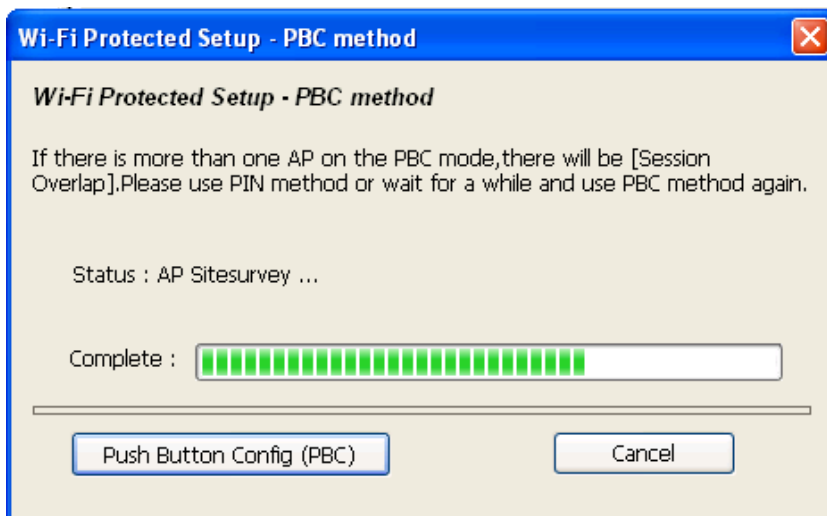 Wi-Fi Protected Setup - PBC method
Wi-Fi Protected Setup - PBC method
If there is more than one AP on the PBC mode,there will be [Session
Overlap].Please use PIN method or wait for a while and use PBC method again.
Status : AP Sitesurvey ...
Complete :
Push Button Config (PBC)
Cancel